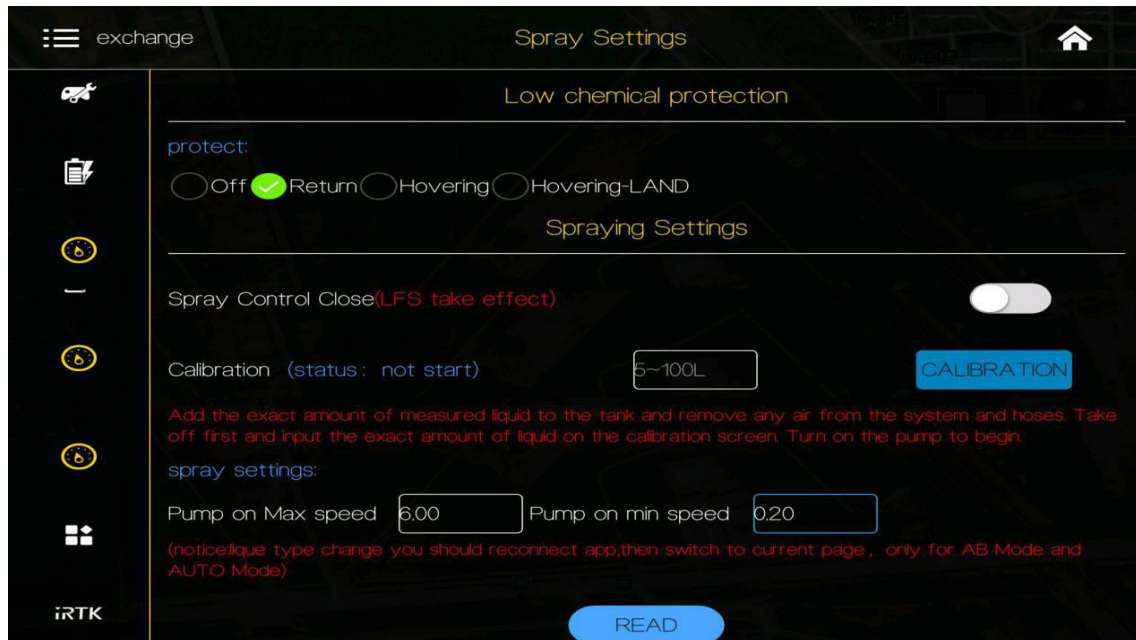 exchange
Spray Settings
Low chemical protection
protect:
Off Return Hovering Hovering-LAND
Spraying Settings
Spray Control Close(LFS take effect)
Calibration (status: not start) 5~100L CALIBRATION
Add the exact amount of measured liquid to the tank and remove any air from the system and hoses. Take
off first and input the exact amount of liquid on the calibration screen. Turn on the pump to begin.
spray settings:
Pump on Max speed 6.00 Pump on min speed 0.20
(notice:lique type change you should reconnect app,then switch to current page, only for AB Mode and
AUTO Mode)
iRTK
READ